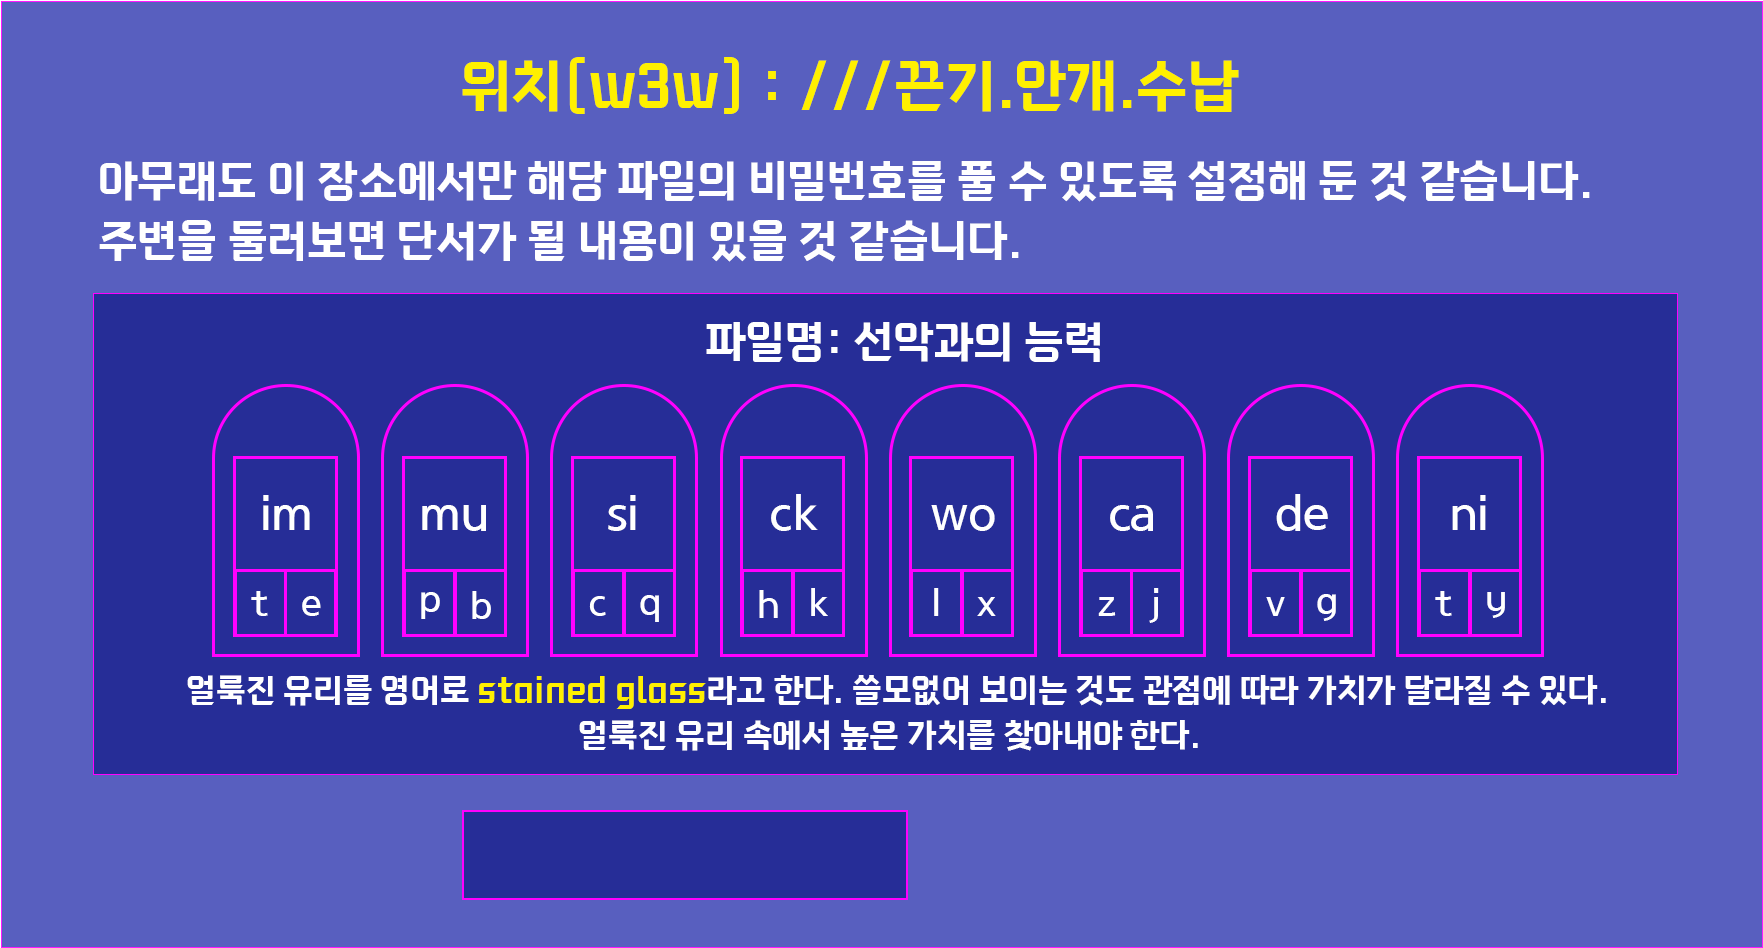 위치(w3w) : ///끈기.안개.수납
아무래도 이 장소에서만 해당 파일의 비밀번호를 풀 수 있도록 설정해 둔 것 같습니다.
주변을 둘러보면 단서가 될 내용이 있을 것 같습니다.
파일명: 선악과의 능력
im mu si ck wo ca de ni
t e p b c q h k l x z j v g t y
얼룩진 유리를 영어로 stained glass라고 한다. 쓸모없어 보이는 것도 관점에 따라 가치가 달라질 수 있다.
얼룩진 유리 속에서 높은 가치를 찾아내야 한다.